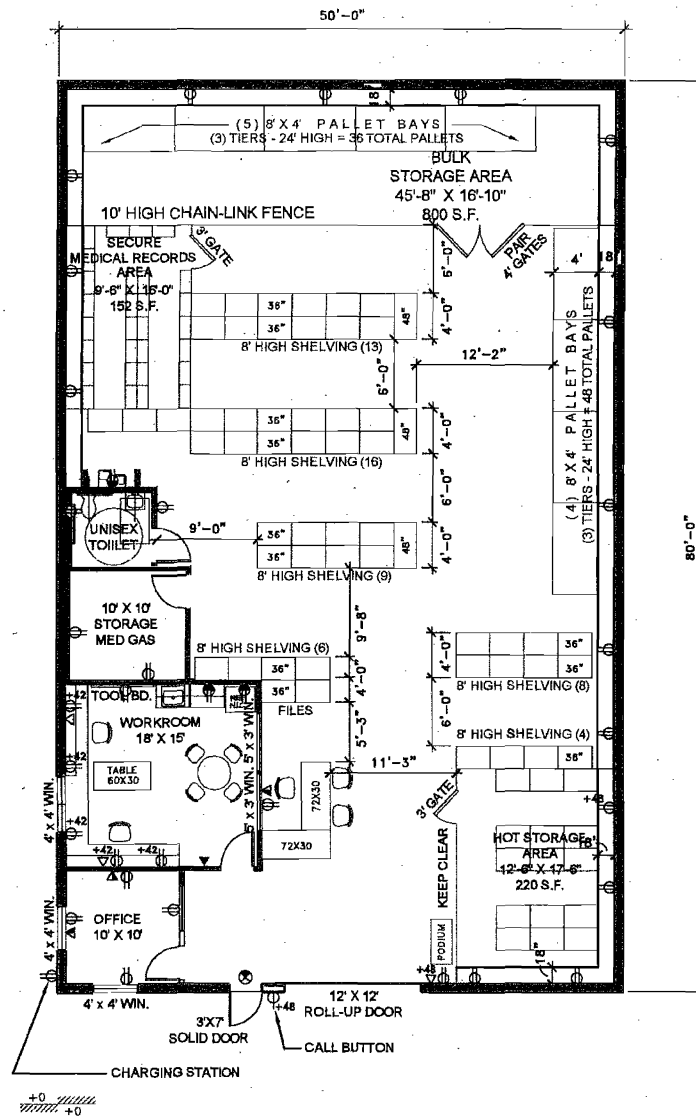 50'-0"
18"
(5) 8'X4' PALLET BAYS
(3) TIERS - 24' HIGH = 36 TOTAL PALLETS
BULK
STORAGE AREA
45'-8" X 16'-10"
800 S.F.
10' HIGH CHAIN-LINK FENCE
3' GATE
PAIR
4' GATES
SECURE
MEDICAL RECORDS
AREA
9'-6" X 16'-0"
152 S.F.
6'-0"
4' 18"
36"
36"
48"
4'-0"
8' HIGH SHELVING (13)
12'-2"
6'-0"
(4) 8'X4' PALLET BAYS
(3) TIERS - 24' HIGH = 48 TOTAL PALLETS
36"
36"
48"
4'-0"
8' HIGH SHELVING (16)
6'-0"
80'-0"
UNISEX
TOILET
9'-0"
36"
36"
48"
4'-0"
8' HIGH SHELVING (9)
10' X 10'
STORAGE
MED GAS
9'-8"
8' HIGH SHELVING (6)
36"
36"
4'-0"
FILES
4'-0"
36"
36"
8' HIGH SHELVING (8)
6'-0"
+42
TOOL BD.
WORKROOM
18' X 15'
5' X 3' WIN.
5' X 3' WIN.
5'-3"
8' HIGH SHELVING (4)
36"
TABLE
60X30
11'-3"
72X30
72X30
4' x 4' WIN.
+42
+42
+42
3' GATE
+48
HOT STORAGE
AREA
12'-6" X 17'-6"
220 S.F.
18"
KEEP CLEAR
OFFICE
10' X 10'
4' x 4' WIN.
PODIUM
+48
18"
4' x 4' WIN.
3'X7'
SOLID DOOR
+48
12' X 12'
ROLL-UP DOOR
CALL BUTTON
CHARGING STATION
+0
+0